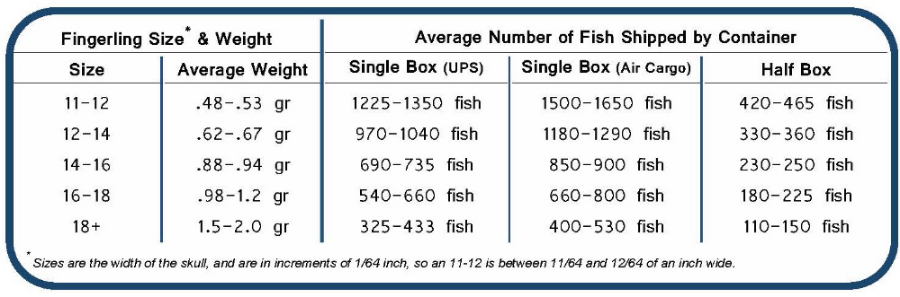 Fingerling Size* & Weight Average Number of Fish Shipped by Container
Size Average Weight Single Box (UPS) Single Box (Air Cargo) Half Box
11-12 .48-.53 gr 1225-1350 fish 1500-1650 fish 420-465 fish
12-14 .62-.67 gr 970-1040 fish 1180-1290 fish 330-360 fish
14-16 .88-.94 gr 690-735 fish 850-900 fish 230-250 fish
16-18 .98-1.2 gr 540-660 fish 660-800 fish 180-225 fish
18+ 1.5-2.0 gr 325-433 fish 400-530 fish 110-150 fish
* Sizes are the width of the skull, and are in increments of 1/64 inch, so an 11-12 is between 11/64 and 12/64 of an inch wide.